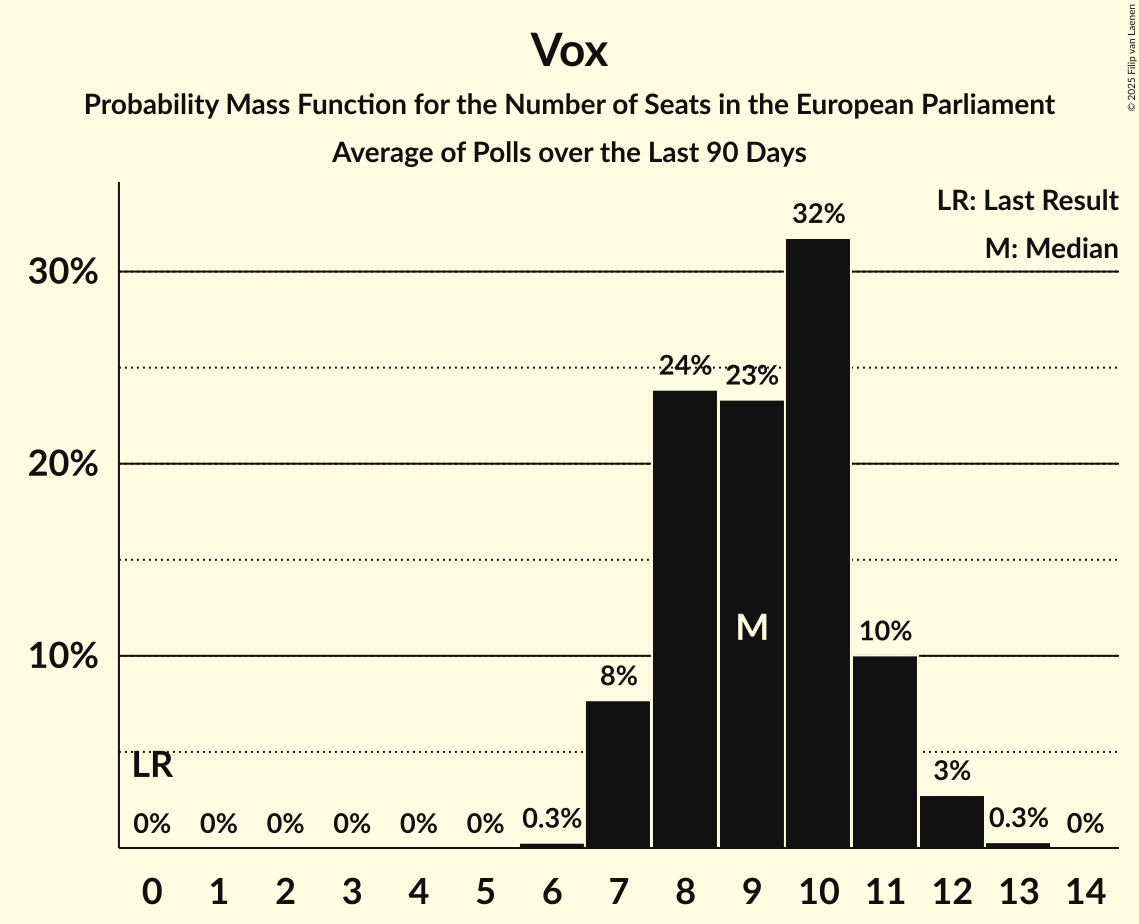 Vox
Probability Mass Function for the Number of Seats in the European Parliament
Average of Polls over the Last 90 Days
© 2025 Filip van Laenen
LR: Last Result
M: Median
32%
30%
24%
23%
20%
M
10%
10%
8%
LR
3%
0%
0%
0%
0%
0%
0%
0.3%
0.3%
0%
0 1 2 3 4 5 6 7 8 9 10 11 12 13 14